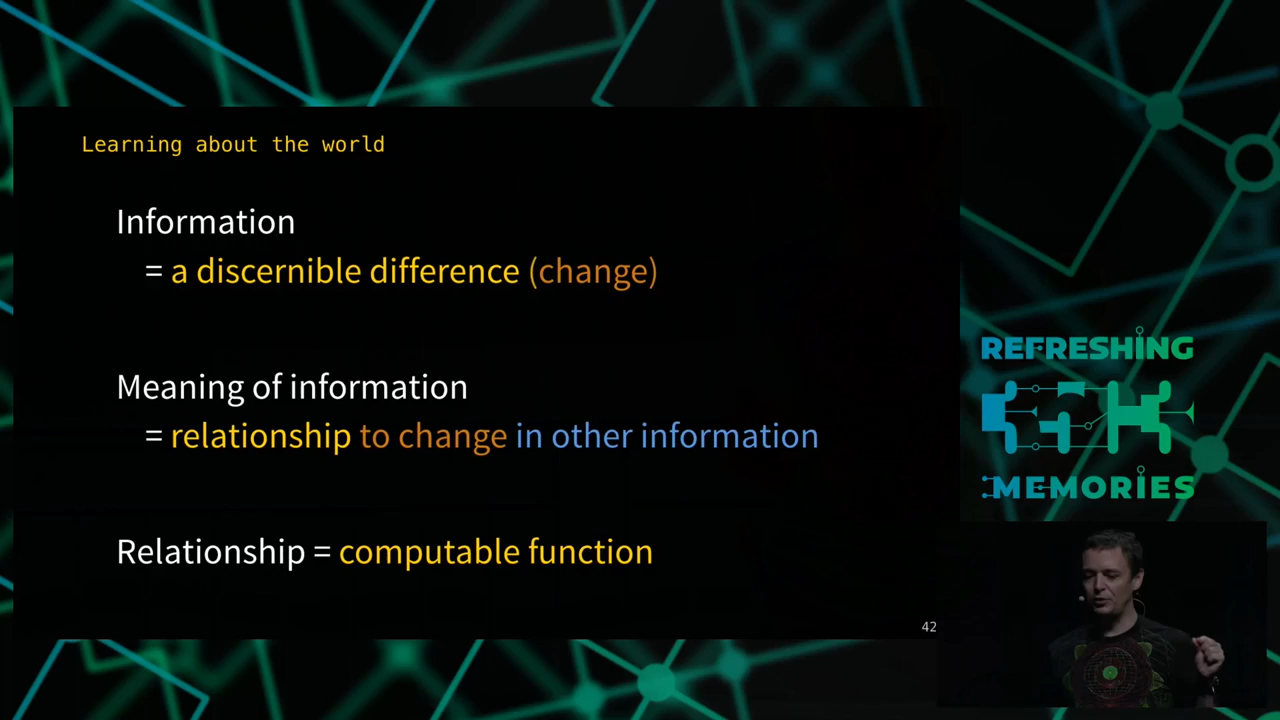 Learning about the world
Information
= a discernible difference (change)
Meaning of information
= relationship to change in other information
Relationship = computable function
42
REFRESHING
35C3
MEMORIES